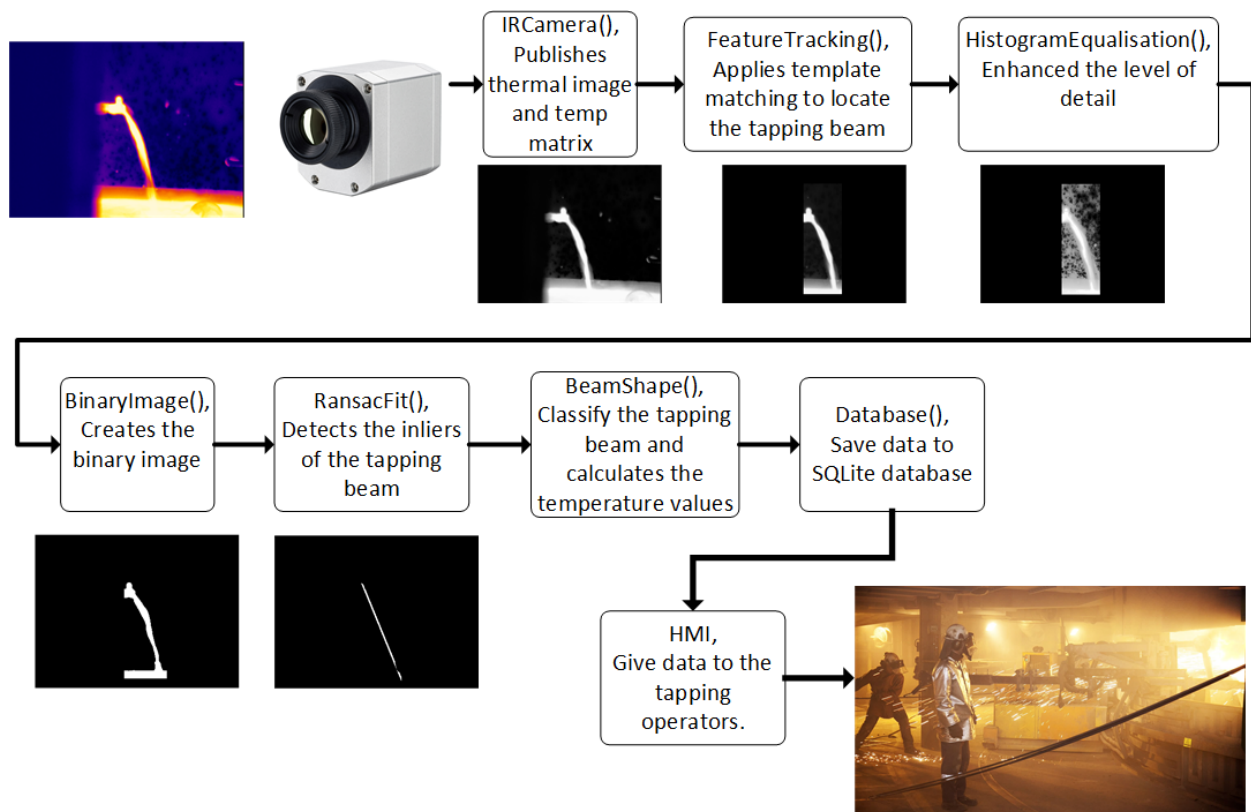 IRCamera(),
Publishes
thermal image
and temp
matrix
FeatureTracking(),
Applies template
matching to locate
the tapping beam
HistogramEqualisation(),
Enhanced the level of
detail
BinaryImage(),
Creates the
binary image
RansacFit(),
Detects the inliers
of the tapping
beam
BeamShape(),
Classify the tapping
beam and
calculates the
temperature values
Database(),
Save data to
SQLite database
HMI,
Give data to the
tapping
operators.